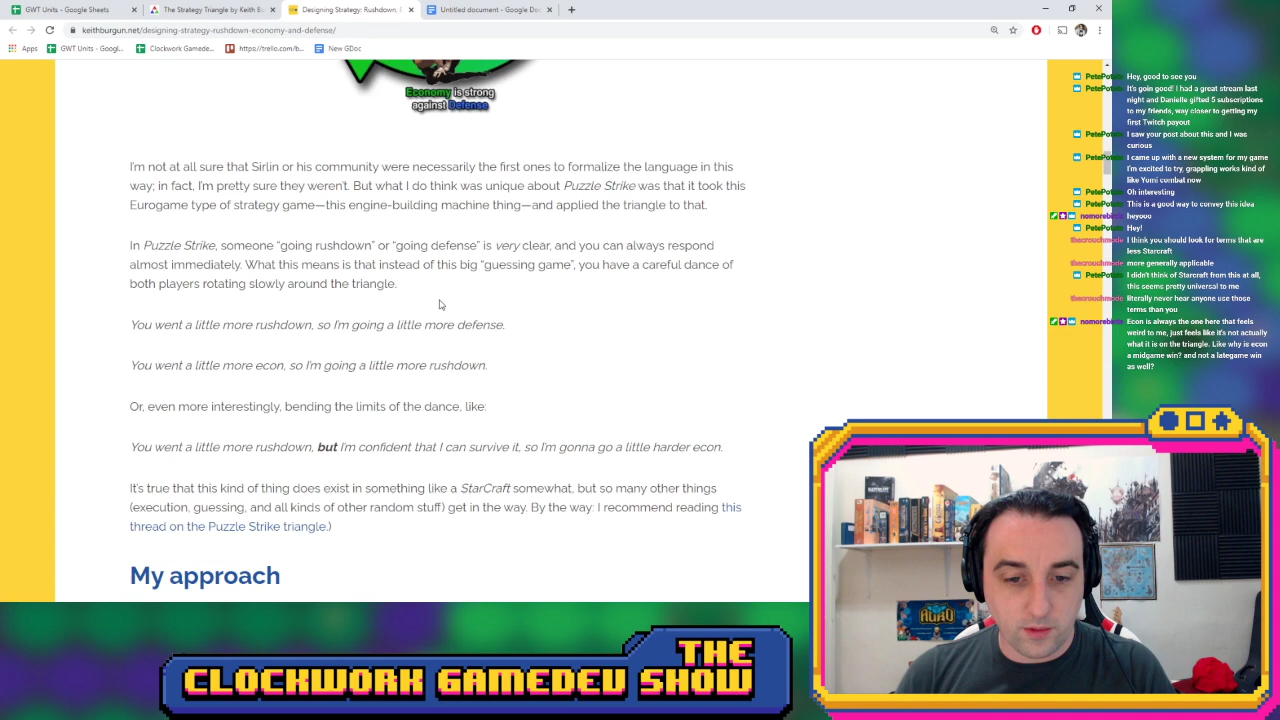 GWT Units - Google Sheets
The Strategy Triangle by Keith Bu
Designing Strategy: Rushdown, E
Untitled document - Google Doc
keithburgun.net/designing-strategy-rushdown-economy-and-defense/
Apps
GWT Units - Googl...
Clockwork Gamede...
https://trello.com/b...
New GDoc
Economy is strong
against Defense
I'm not at all sure that Sirlin or his community were necessarily the first ones to formalize the language in this
way; in fact, I'm pretty sure they weren't. But what I do think was unique about Puzzle Strike was that it took this
Eurogame type of strategy game—this engine-building machine thing—and applied the triangle to that.
In Puzzle Strike, someone "going rushdown" or "going defense" is very clear, and you can always respond
almost immediately. What this means is that instead of this big "guessing game", you have a careful dance of
both players rotating slowly around the triangle.
You went a little more rushdown, so I'm going a little more defense.
You went a little more econ, so I'm going a little more rushdown.
Or, even more interestingly, bending the limits of the dance, like:
You went a little more rushdown, but I'm confident that I can survive it, so I'm gonna go a little harder econ.
It's true that this kind of thing does exist in something like a StarCraft somewhat, but so many other things
(execution, guessing, and all kinds of other random stuff) get in the way. By the way: I recommend reading this
thread on the Puzzle Strike triangle.)
My approach
Hey, good to see you
It's goin good! I had a great stream last
night and Danielle gifted 5 subscriptions
to my friends, way closer to getting my
first Twitch payout
I saw your post about this and I was
curious
I came up with a new system for my game
I'm excited to try, grappling works kind of
like Yomi combat now
Oh interesting
This is a good way to convey this idea
heyooo
Hey!
thecrouchmode I think you should look for terms that are
less Starcraft
thecrouchmode more generally applicable
I didn't think of Starcraft from this at all,
this seems pretty universal to me
thecrouchmode literally never hear anyone use those
terms than you
Econ is always the one here that feels
weird to me, just feels like it's not actually
what it is on the triangle. Like why is econ
a midgame win? and not a lategame win
as well?
AURO
THE
CLOCKWORK GAMEDEV SHOW